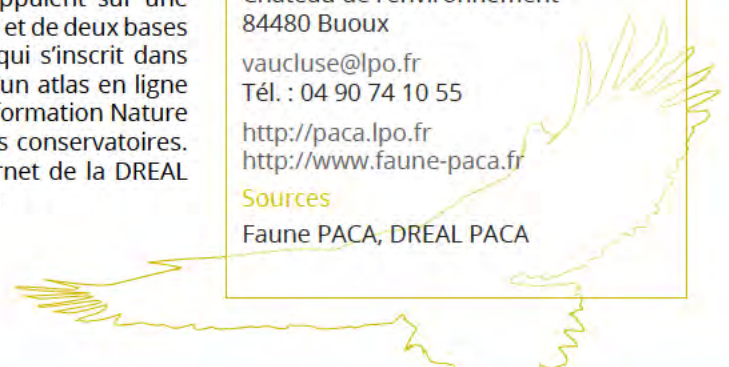 et de deux bases
qui s'inscrit dans
un atlas en ligne
formation Nature
s conservatoires.
rnet de la DREAL
84480 Buoux
vaucluse@lpo.fr
Tél. : 04 90 74 10 55
http://paca.lpo.fr
http://www.faune-paca.fr
Sources
Faune PACA, DREAL PACA